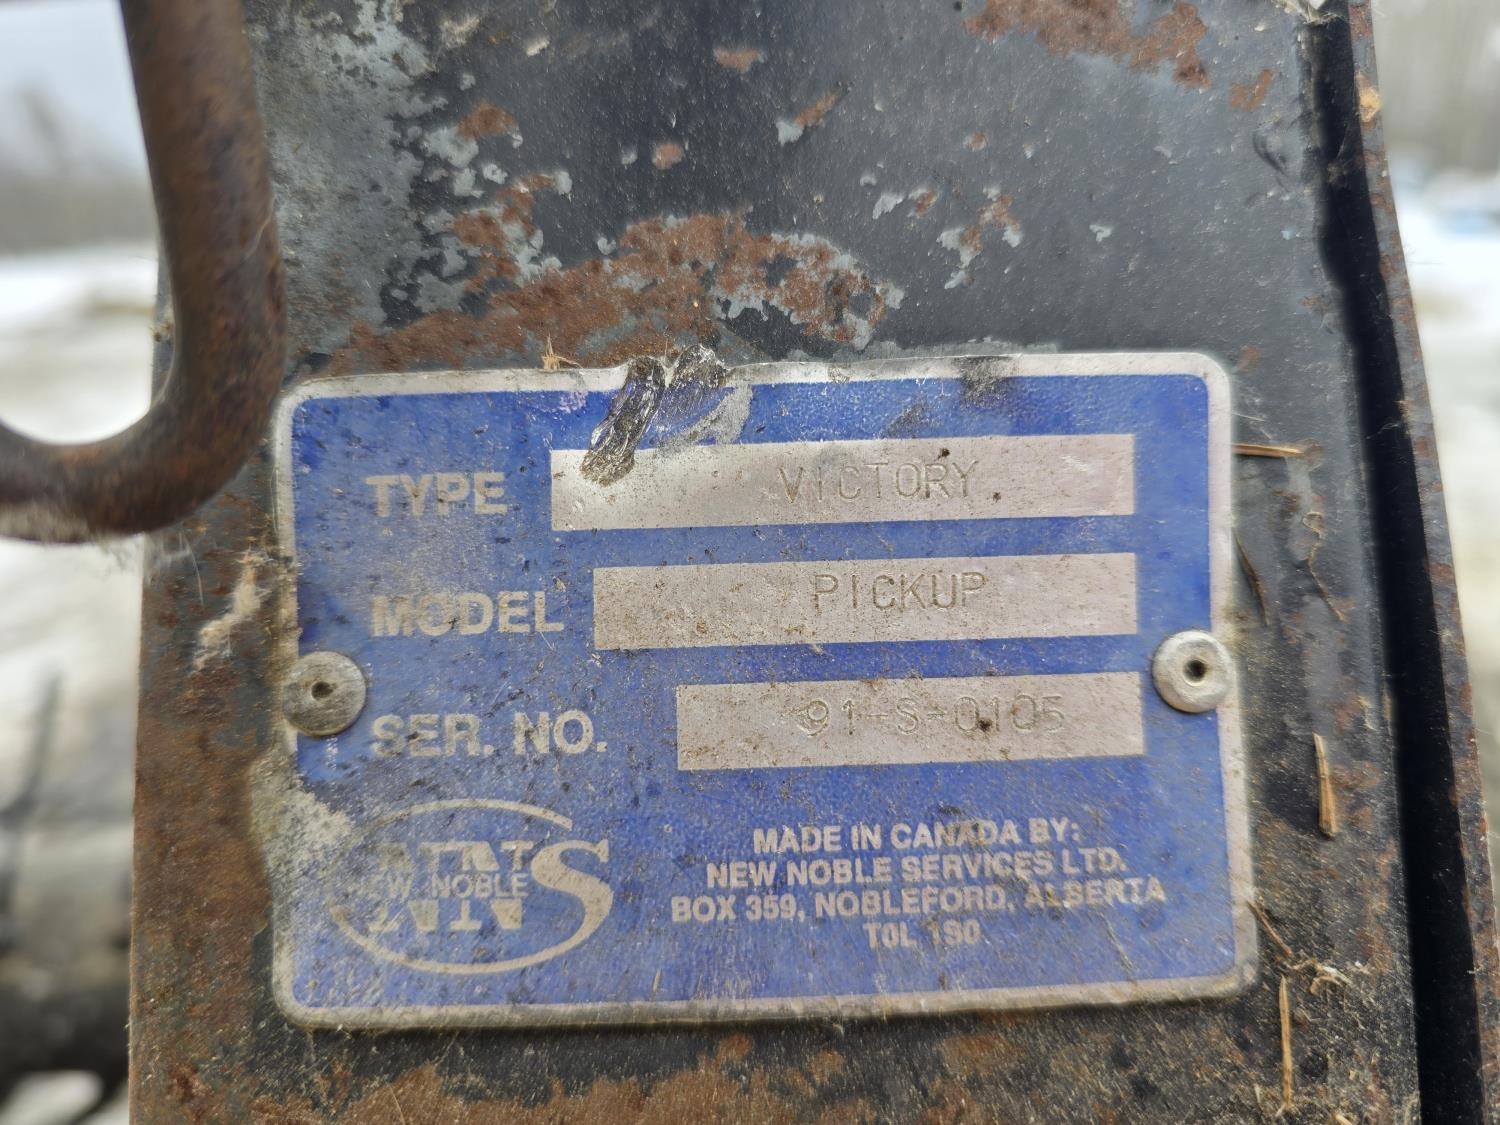 TYPE VICTORY
MODEL PICKUP
SER. NO. 91-S-0105
NEW NOBLE
S
MADE IN CANADA BY:
NEW NOBLE SERVICES LTD.
BOX 359, NOBLEFORD, ALBERTA
T0L 1S0